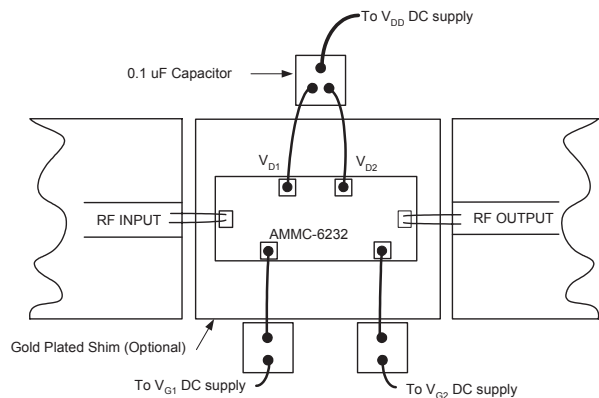 To V_DD DC supply
0.1 uF Capacitor
V_D1
V_D2
RF INPUT
RF OUTPUT
AMMC-6232
Gold Plated Shim (Optional)
To V_G1 DC supply
To V_G2 DC supply